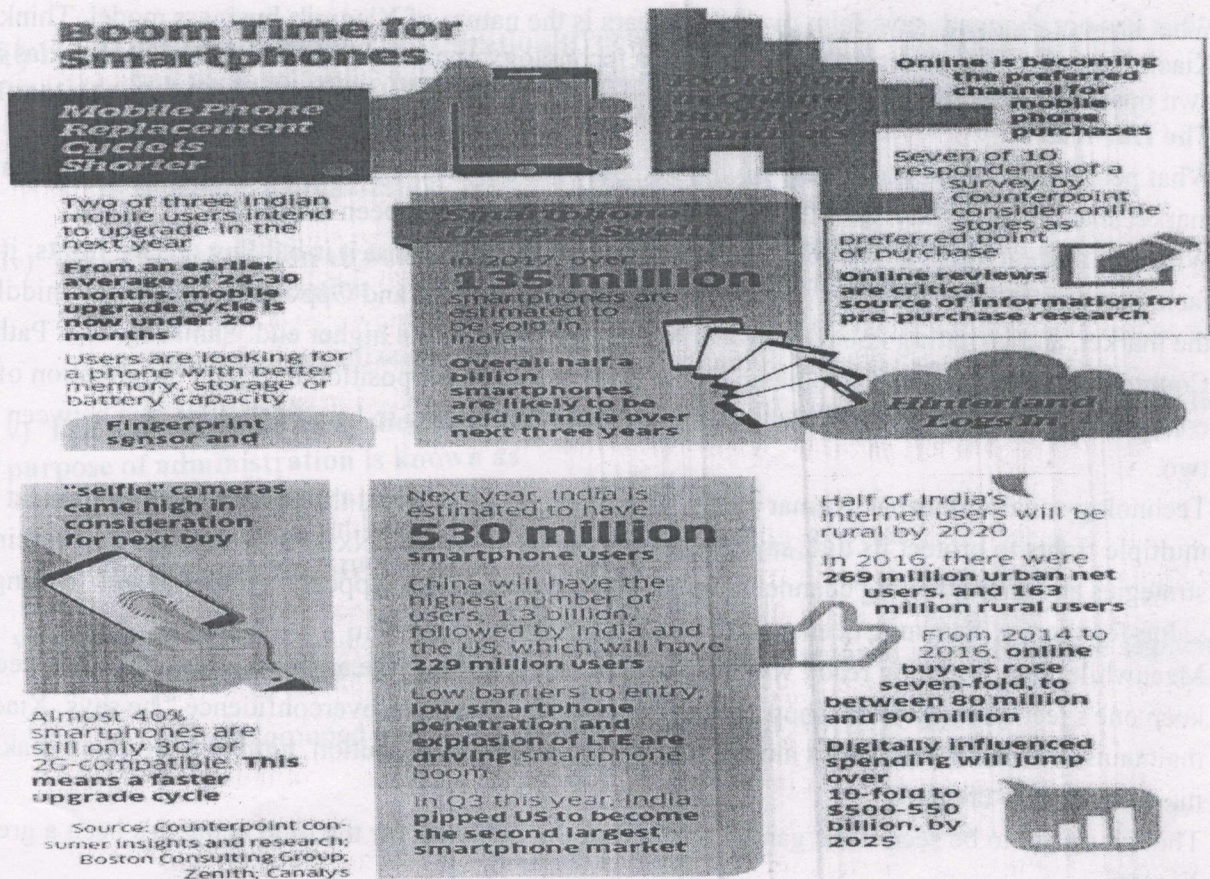 Boom Time for
Smartphones
Mobile Phone
Replacement
Cycle is
Shorter
Two of three Indian
mobile users intend
to upgrade in the
next year
From an earlier
average of 24-30
months, mobile
upgrade cycle is
now under 20
months
Users are looking for
phone with better
memory, storage or
battery capacity
Fingerprint
sensor and
"selfie" cameras
came high in
consideration
for next buy
Almost 40%
smartphones are
still only 3G- or
2G-compatible. This
means a faster
upgrade cycle
Source: Counterpoint con-
sumer insights and research;
Boston Consulting Group;
Zenith; Canalys
Smartphone
Users to Swell
In 2017, over
135 million
smartphones are
estimated to
be sold in
India
Overall half a
billion
smartphones
are likely to be
sold in India over
next three years
Next year, India is
estimated to have
530 million
smartphone users
China will have the
highest number of
users, 1.3 billion,
followed by India and
the US, which will have
229 million users
Low barriers to entry,
low smartphone
penetration and
explosion of LTE are
driving smartphone
boom
In Q3 this year, India
pipped US to become
the second largest
smartphone market
Online
Buying of
Handsets
Online is becoming
the preferred
channel for
mobile
phone
purchases
Seven of 10
respondents of a
survey by
Counterpoint
consider online
stores as
preferred point
of purchase
Online reviews
are critical
source of information for
pre-purchase research
Hinterland
Logs In
Half of India's
internet users will be
rural by 2020
In 2016, there were
269 million urban net
users, and 163
million rural users
From 2014 to
2016, online
buyers rose
seven-fold, to
between 80 million
and 90 million
Digitally influenced
spending will jump
over
10-fold to
$500-550
billion, by
2025